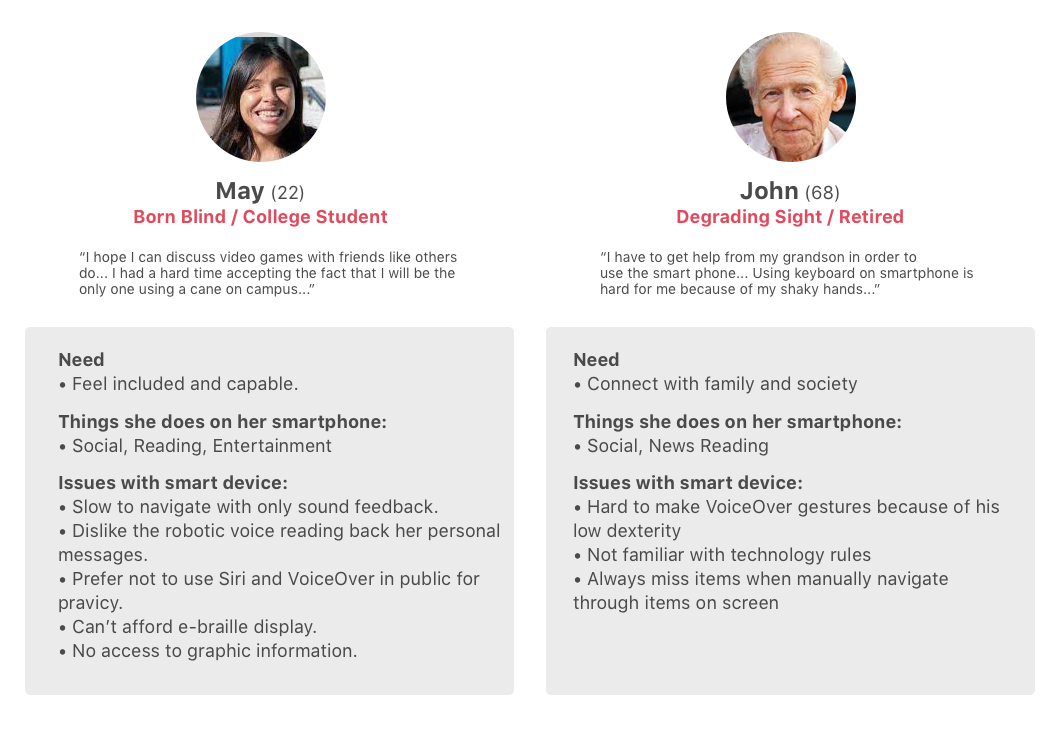 May (22)
Born Blind / College Student
“I hope I can discuss video games with friends like others
do... I had a hard time accepting the fact that I will be the
only one using a cane on campus...”
Need
• Feel included and capable.
Things she does on her smartphone:
• Social, Reading, Entertainment
Issues with smart device:
• Slow to navigate with only sound feedback.
• Dislike the robotic voice reading back her personal
messages.
• Prefer not to use Siri and VoiceOver in public for
pravicy.
• Can’t afford e-braille display.
• No access to graphic information.
John (68)
Degrading Sight / Retired
“I have to get help from my grandson in order to
use the smart phone... Using keyboard on smartphone is
hard for me because of my shaky hands...”
Need
• Connect with family and society
Things she does on her smartphone:
• Social, News Reading
Issues with smart device:
• Hard to make VoiceOver gestures because of his
low dexterity
• Not familiar with technology rules
• Always miss items when manually navigate
through items on screen